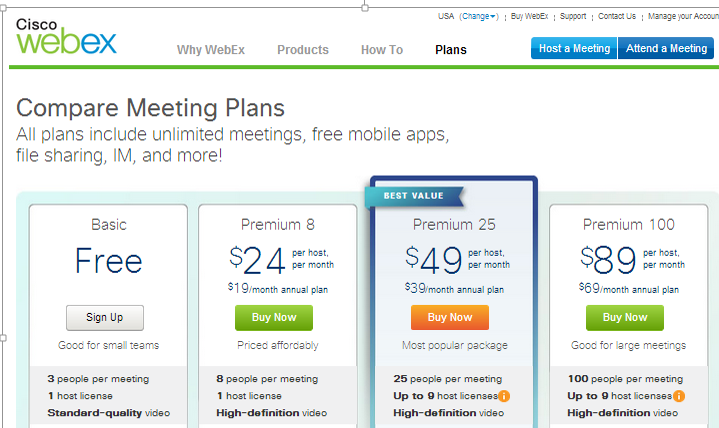 USA (Change) | Buy WebEx | Support | Contact Us | Manage your Accoun
Cisco
webex
Why WebEx Products How To Plans
Host a Meeting Attend a Meeting
Compare Meeting Plans
All plans include unlimited meetings, free mobile apps,
file sharing, IM, and more!
BEST VALUE
Basic
Free
Sign Up
Good for small teams
3 people per meeting
1 host license
Standard-quality video
Premium 8
$24 per host,
per month
$19/month annual plan
Buy Now
Priced affordably
8 people per meeting
1 host license
High-definition video
Premium 25
$49 per host,
per month
$39/month annual plan
Buy Now
Most popular package
25 people per meeting
Up to 9 host licenses
High-definition video
Premium 100
$89 per host,
per month
$69/month annual plan
Buy Now
Good for large meetings
100 people per meeting
Up to 9 host licenses
High-definition video